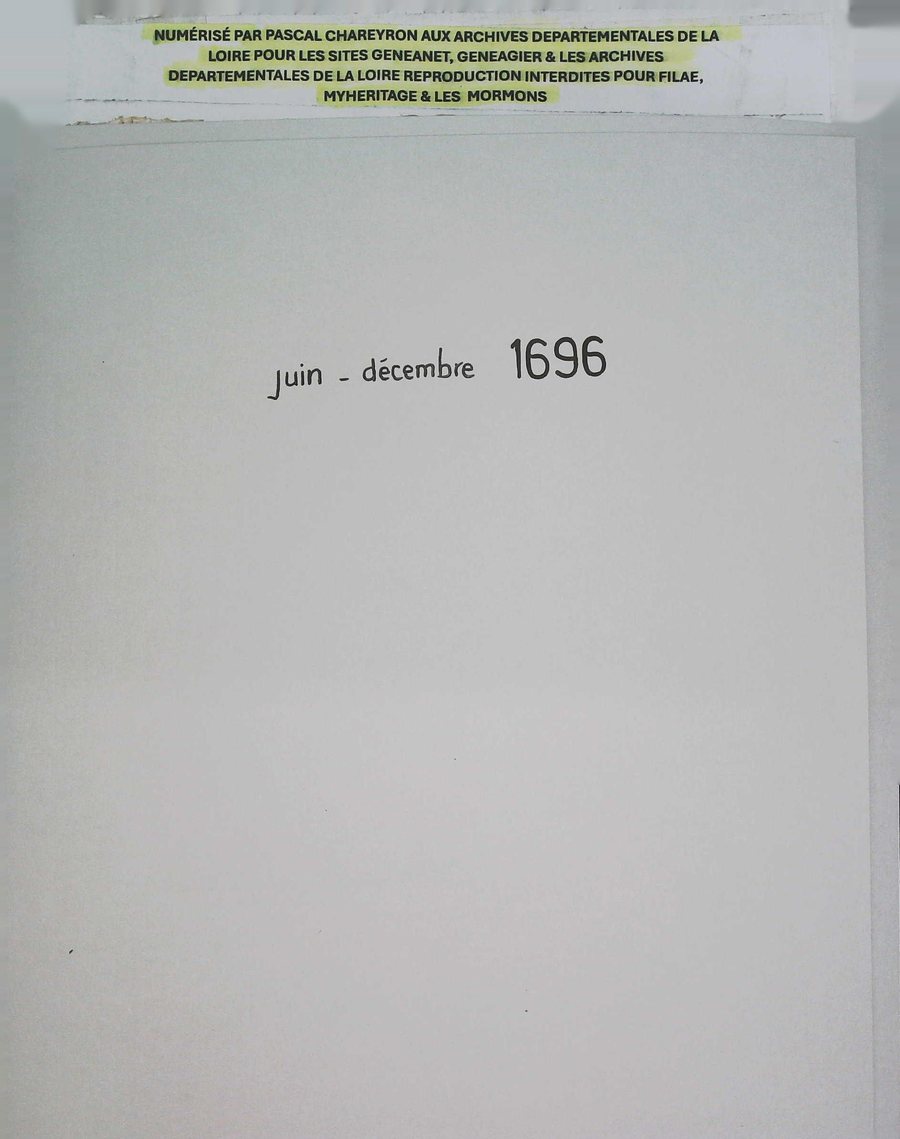 NUMÉRISÉ PAR PASCAL CHAREYRON AUX ARCHIVES DEPARTEMENTALES DE LA
LOIRE POUR LES SITES GENEANET, GENEAGIER & LES ARCHIVES
DEPARTEMENTALES DE LA LOIRE REPRODUCTION INTERDITES POUR FILAE,
MYHERITAGE & LES MORMONS
juin - décembre 1696